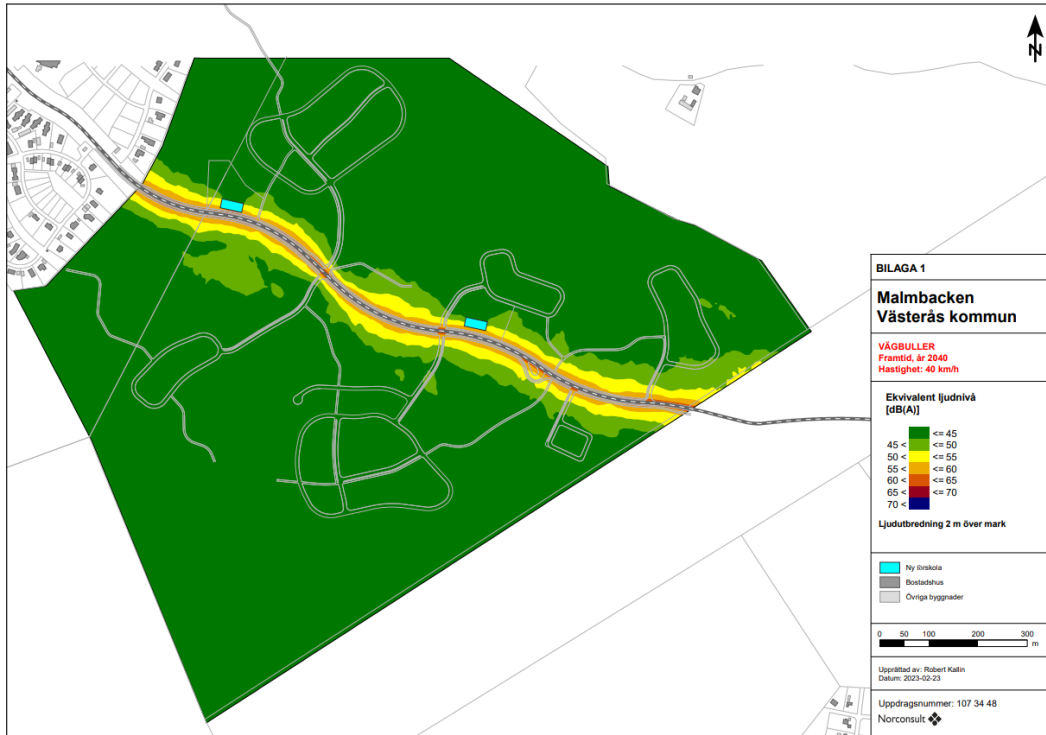 N
BILAGA 1
Malmbacken
Västerås kommun
VÄGBULLER
Framtid, år 2040
Hastighet: 40 km/h
Ekvivalent ljudnivå
[dB(A)]
<= 45
45 < <= 50
50 < <= 55
55 < <= 60
60 < <= 65
65 < <= 70
70 <
Ljudutbredning 2 m över mark
Ny förskola
Bostadshus
Övriga byggnader
0 50 100 200 300
m
Upprättad av: Robert Kallin
Datum: 2023-02-23
Uppdragsnummer: 107 34 48
Norconsult